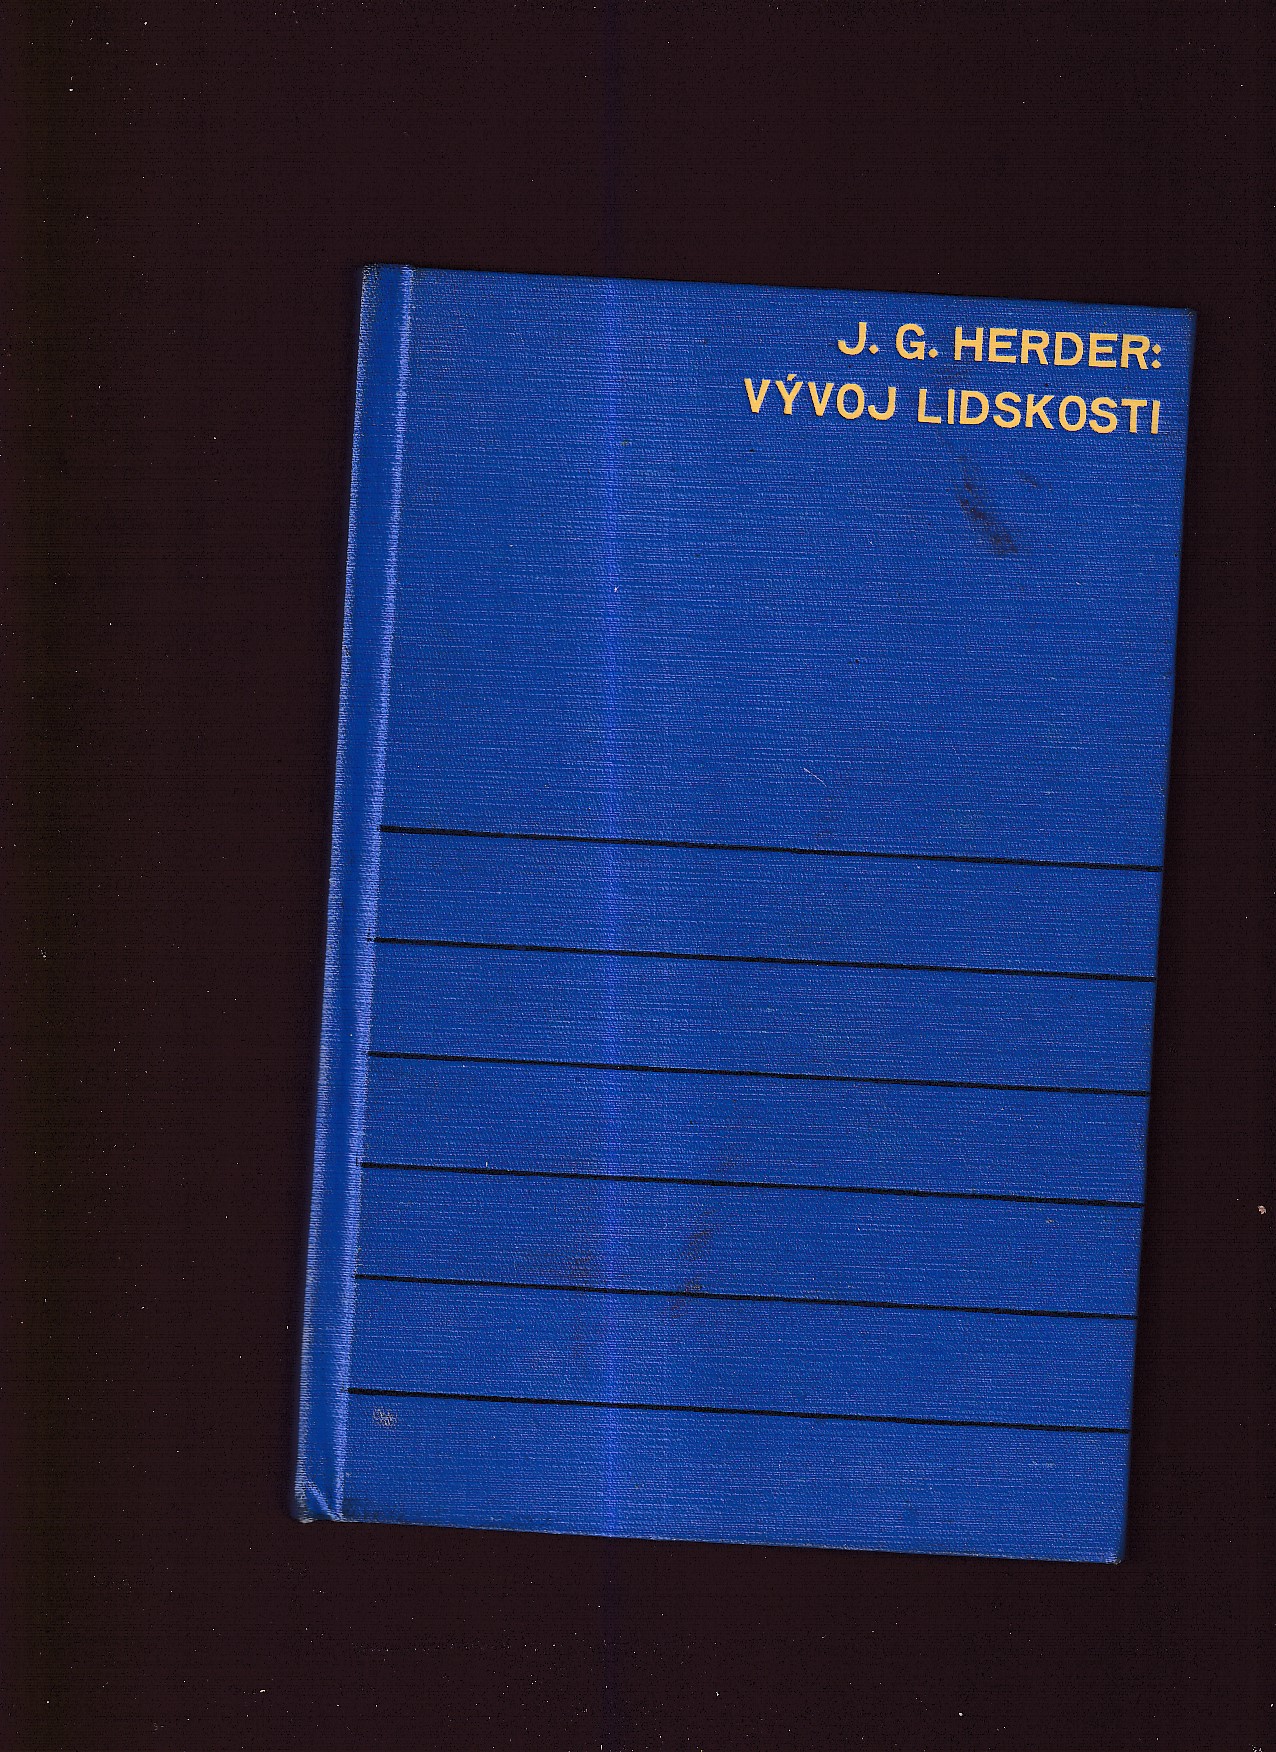 J. G. HERDER:
VÝVOJ LIDSKOSTI